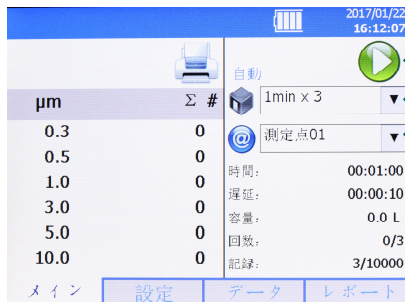 2017/01/22
16:12:07
自動
µm Σ #
1min x 3
0.3 0
0.5 0
1.0 0
3.0 0
5.0 0
10.0 0
@ 測定点01
時間: 00:01:00
遅延: 00:00:10
容量: 0.0 L
回数: 0/3
記録: 3/10000
メイン 設定 データ レポート